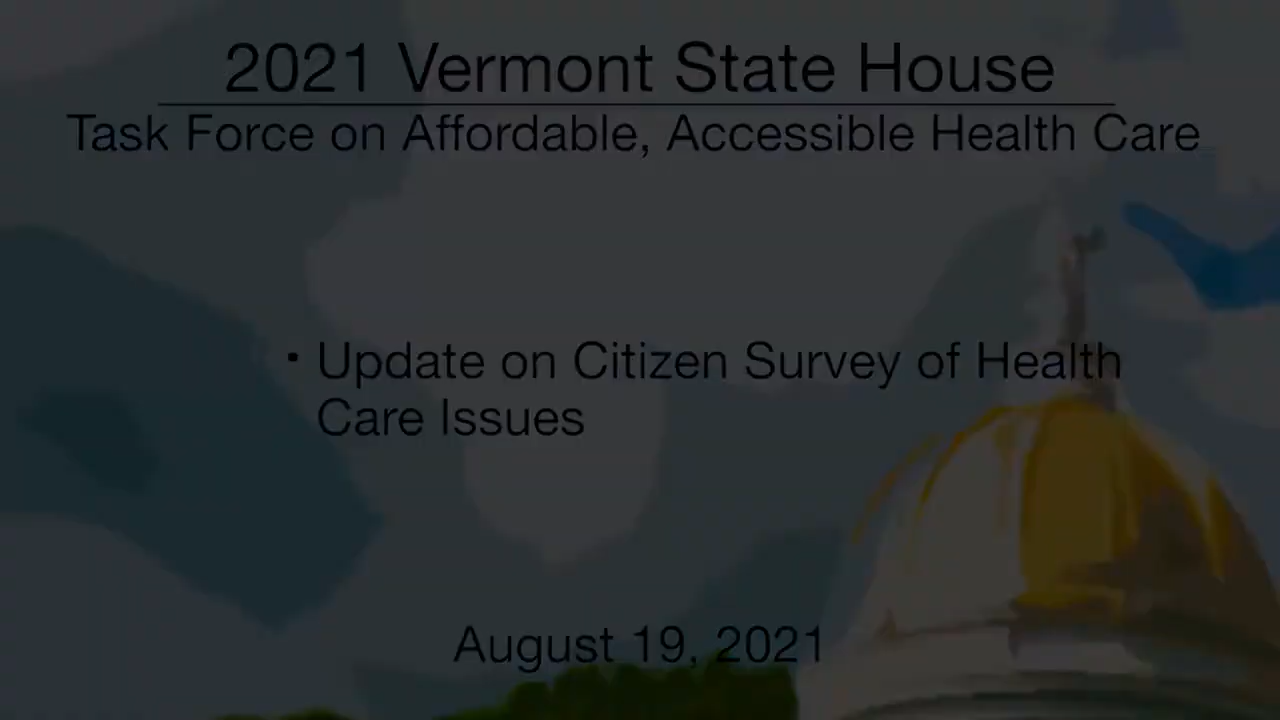 2021 Vermont State House
Task Force on Affordable, Accessible Health Care
• Update on Citizen Survey of Health
Care Issues
August 19, 2021